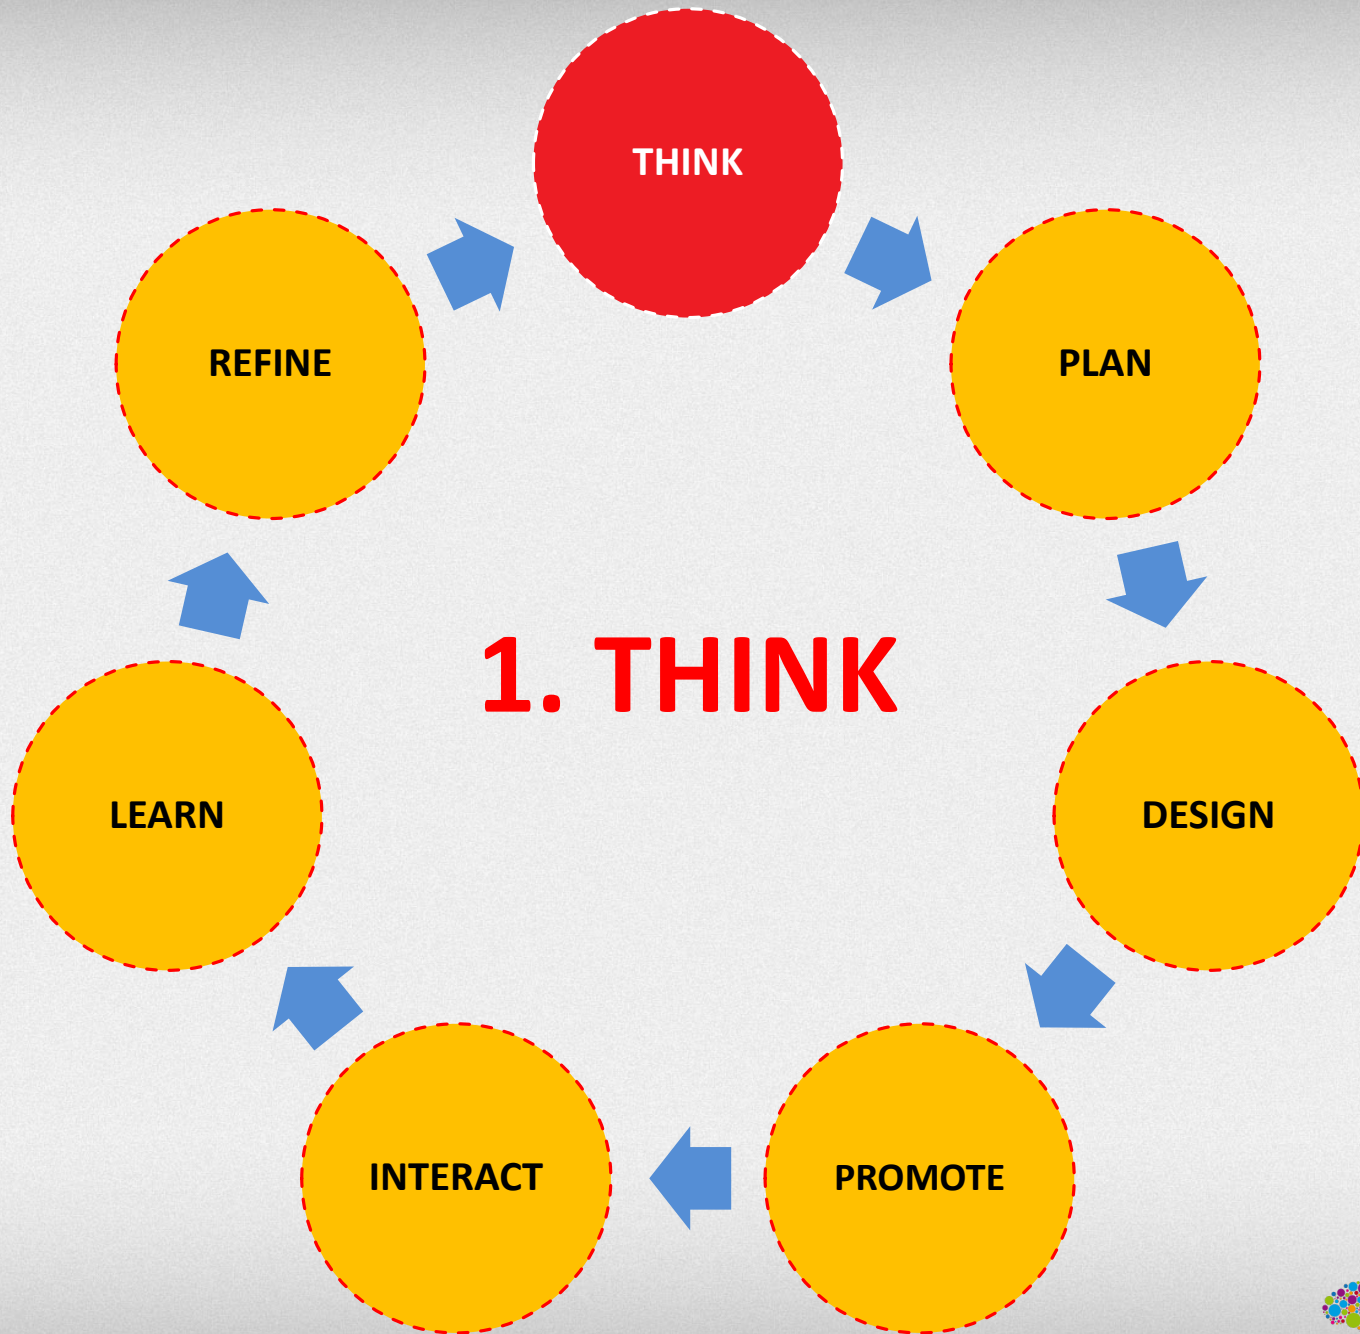 THINK
PLAN
DESIGN
PROMOTE
INTERACT
LEARN
REFINE
1. THINK